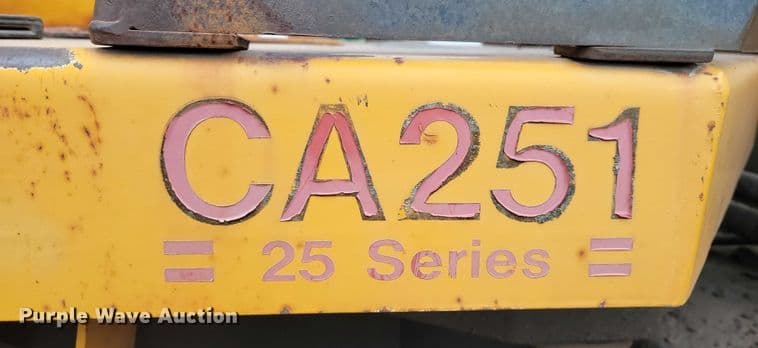 CA251
= 25 Series =
Purple Wave Auction